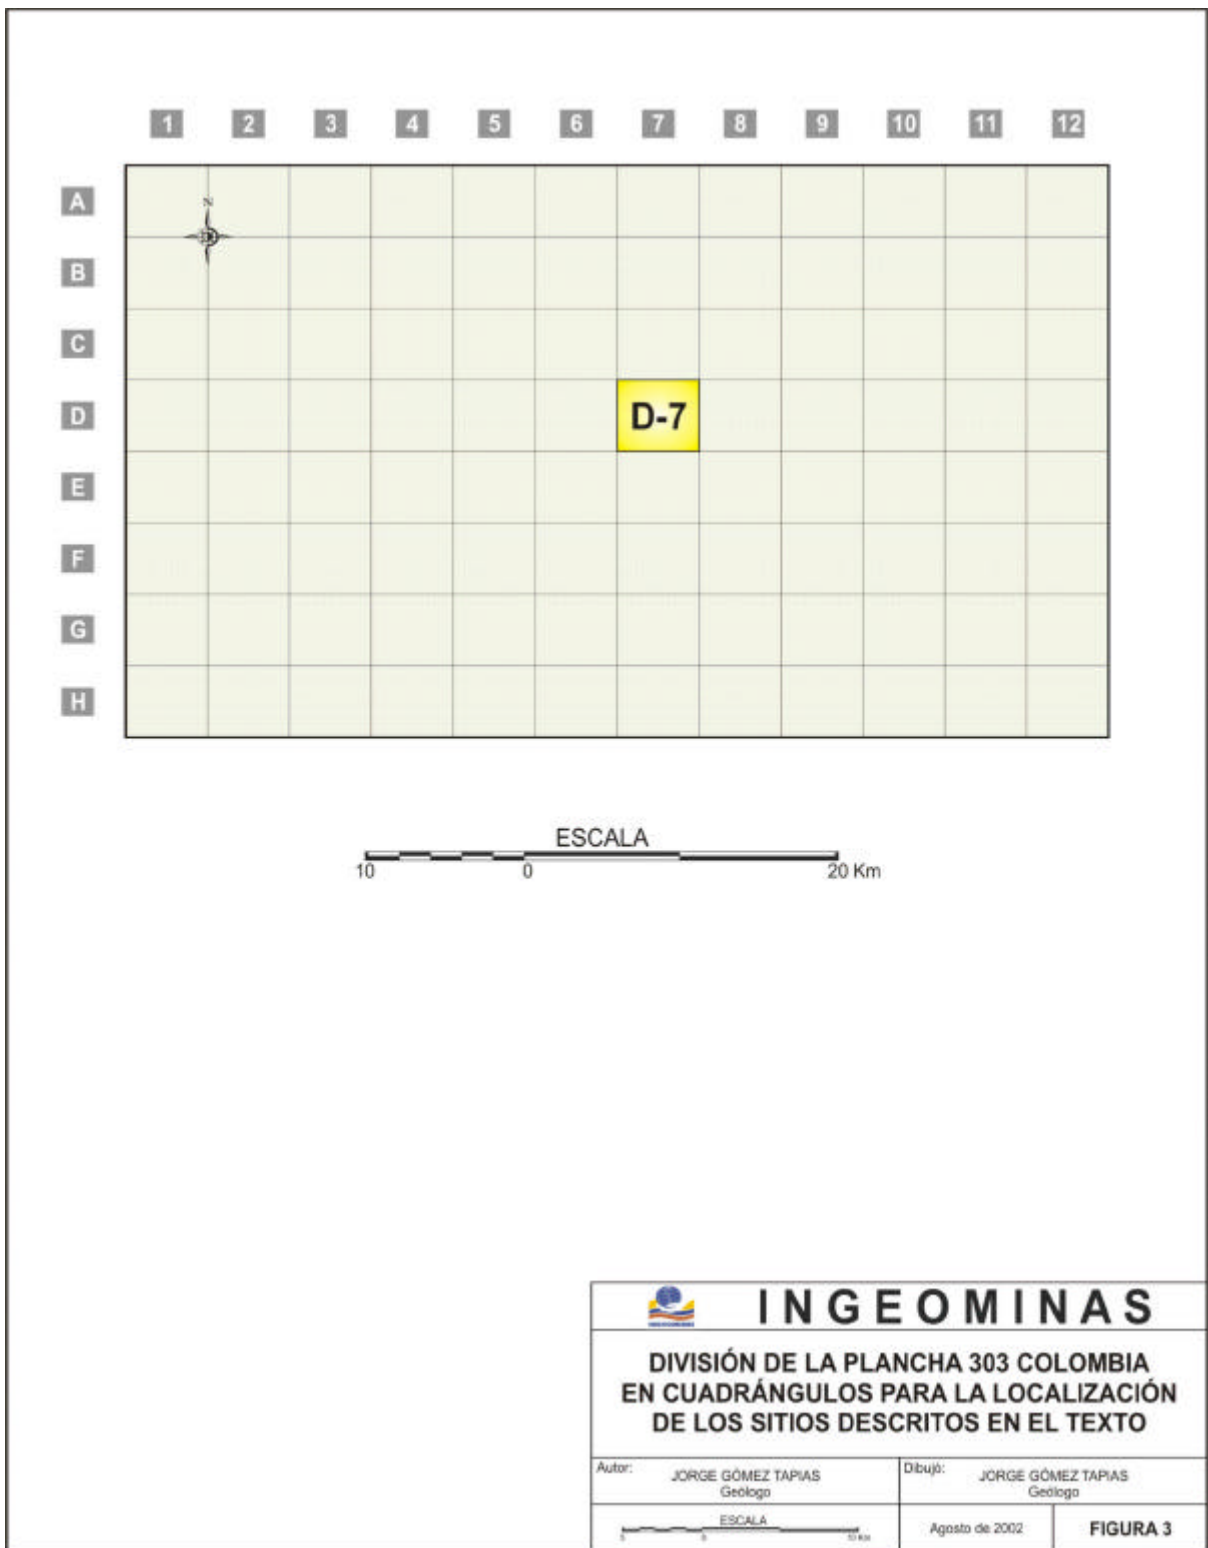 1 2 3 4 5 6 7 8 9 10 11 12
A
N
B
C
D
D-7
E
F
G
H
ESCALA
10 0 20 Km
INGEOMINAS
DIVISIÓN DE LA PLANCHA 303 COLOMBIA
EN CUADRÁNGULOS PARA LA LOCALIZACIÓN
DE LOS SITIOS DESCRITOS EN EL TEXTO
Autor:
JORGE GÓMEZ TAPIAS
Geólogo
Dibujó:
JORGE GÓMEZ TAPIAS
Geólogo
ESCALA
10 Km
Agosto de 2002
FIGURA 3